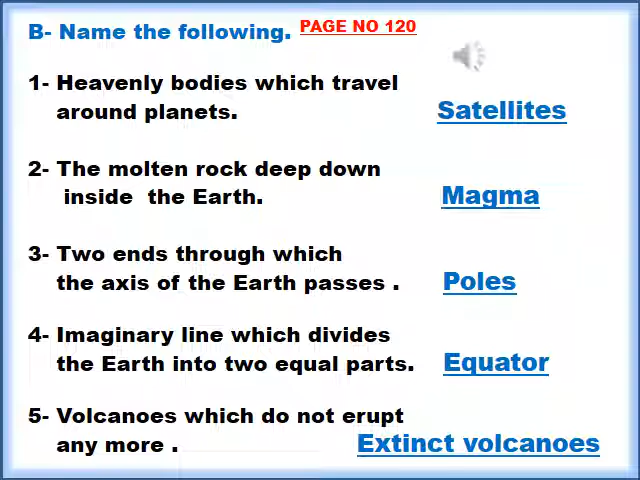 B- Name the following. PAGE NO 120
1- Heavenly bodies which travel
around planets. Satellites
2- The molten rock deep down
inside the Earth. Magma
3- Two ends through which
the axis of the Earth passes . Poles
4- Imaginary line which divides
the Earth into two equal parts. Equator
5- Volcanoes which do not erupt
any more . Extinct volcanoes